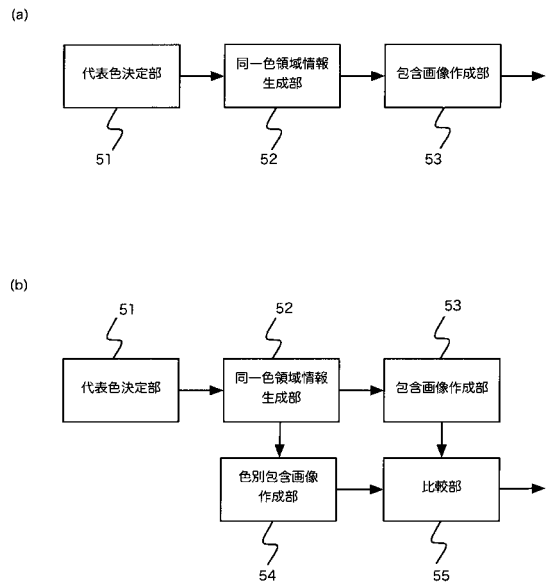 (a)
代表色決定部
同一色領域情報
生成部
包含画像作成部
51
52
53
(b)
51
52
53
代表色決定部
同一色領域情報
生成部
包含画像作成部
色別包含画像
作成部
比較部
54
55